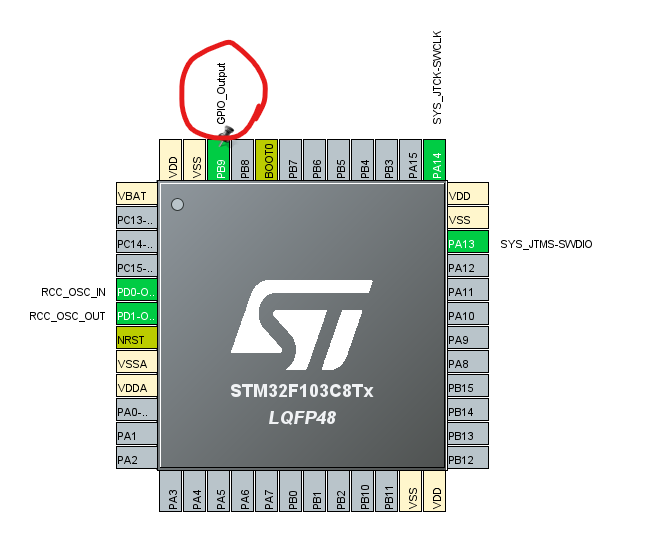 GPIO_Output
SYS_JTCK-SWCLK
VDD
VSS
PB9
PB8
BOOT0
PB7
PB6
PB5
PB4
PB3
PA15
PA14
VBAT
PC13-..
PC14-..
PC15-..
RCC_OSC_IN PD0-O..
RCC_OSC_OUT PD1-O..
NRST
VSSA
VDDA
PA0-..
PA1
PA2
VDD
VSS
PA13 SYS_JTMS-SWDIO
PA12
PA11
PA10
PA9
PA8
PB15
PB14
PB13
PB12
ST
STM32F103C8Tx
LQFP48
PA3
PA4
PA5
PA6
PA7
PB0
PB1
PB2
PB10
PB11
VSS
VDD